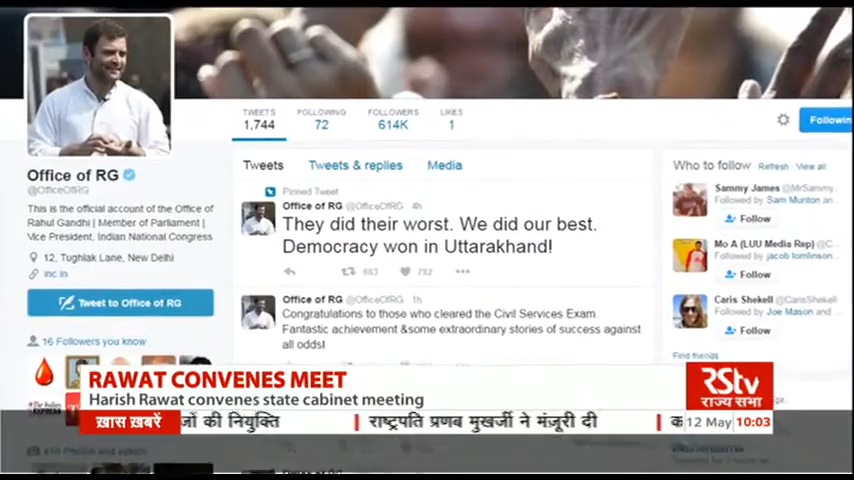 TWEETS
1,744
FOLLOWING
72
FOLLOWERS
614K
LIKES
1
Following
Office of RG
@OfficeOfRG
This is the official account of the Office of
Rahul Gandhi | Member of Parliament |
Vice President, Indian National Congress
12, Tughlak Lane, New Delhi
inc.in
Tweet to Office of RG
16 Followers you know
Tweets
Tweets & replies
Media
Pinned Tweet
Office of RG @OfficeOfRG 4h
They did their worst. We did our best.
Democracy won in Uttarakhand!
683
782
Office of RG @OfficeOfRG 1h
Congratulations to those who cleared the Civil Services Exam.
Fantastic achievement &some extraordinary stories of success against
all odds!
Who to follow · Refresh · View all
Sammy James @MrSammy
Followed by Sam Munton and
Follow
Mo A (LUU Media Rep) @C...
Followed by jacob tomlinson...
Follow
Caris Shekell @CarisShekell
Followed by Joe Mason and...
Follow
Find friends
RAWAT CONVENES MEET
Harish Rawat convenes state cabinet meeting
RStv
राज्य सभा
ख़ास ख़बरें
जों की नियुक्ति
राष्ट्रपति प्रणब मुखर्जी ने मंज़ूरी दी
क
12 May 10:03